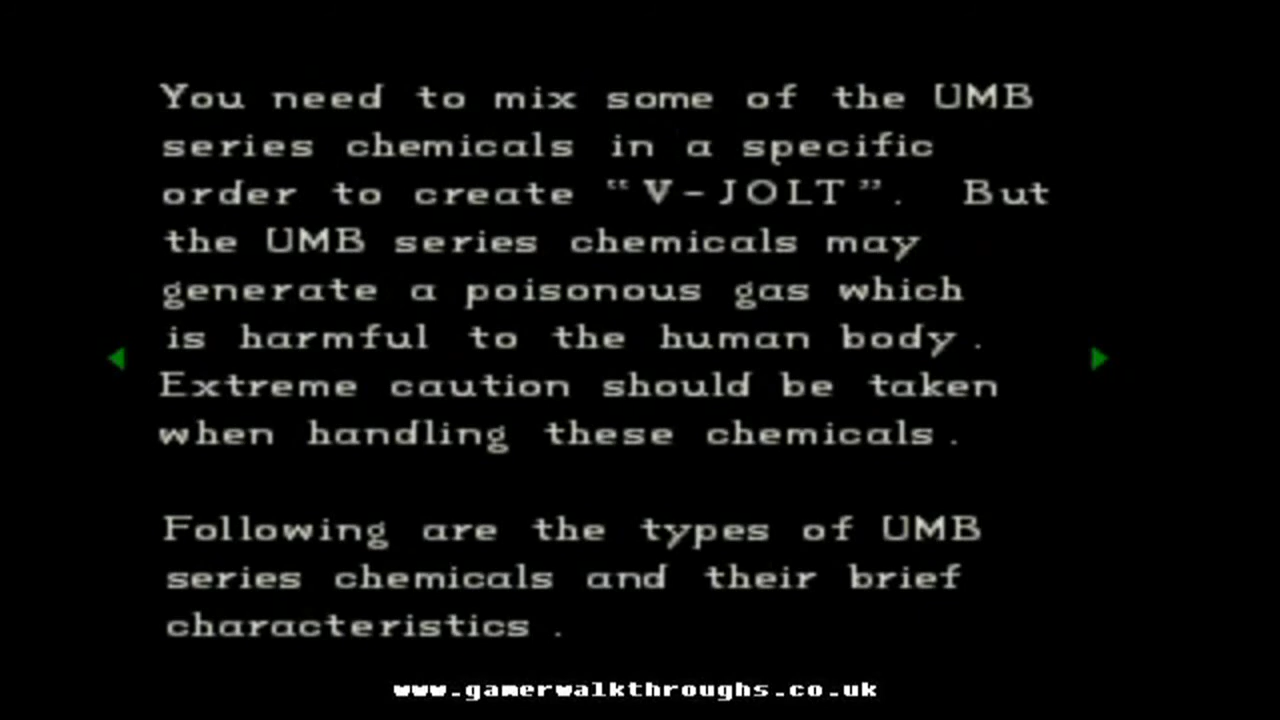 You need to mix some of the UMB
series chemicals in a specific
order to create “V-JOLT”. But
the UMB series chemicals may
generate a poisonous gas which
is harmful to the human body.
Extreme caution should be taken
when handling these chemicals.
Following are the types of UMB
series chemicals and their brief
characteristics.
www.gamerwalkthroughs.co.uk